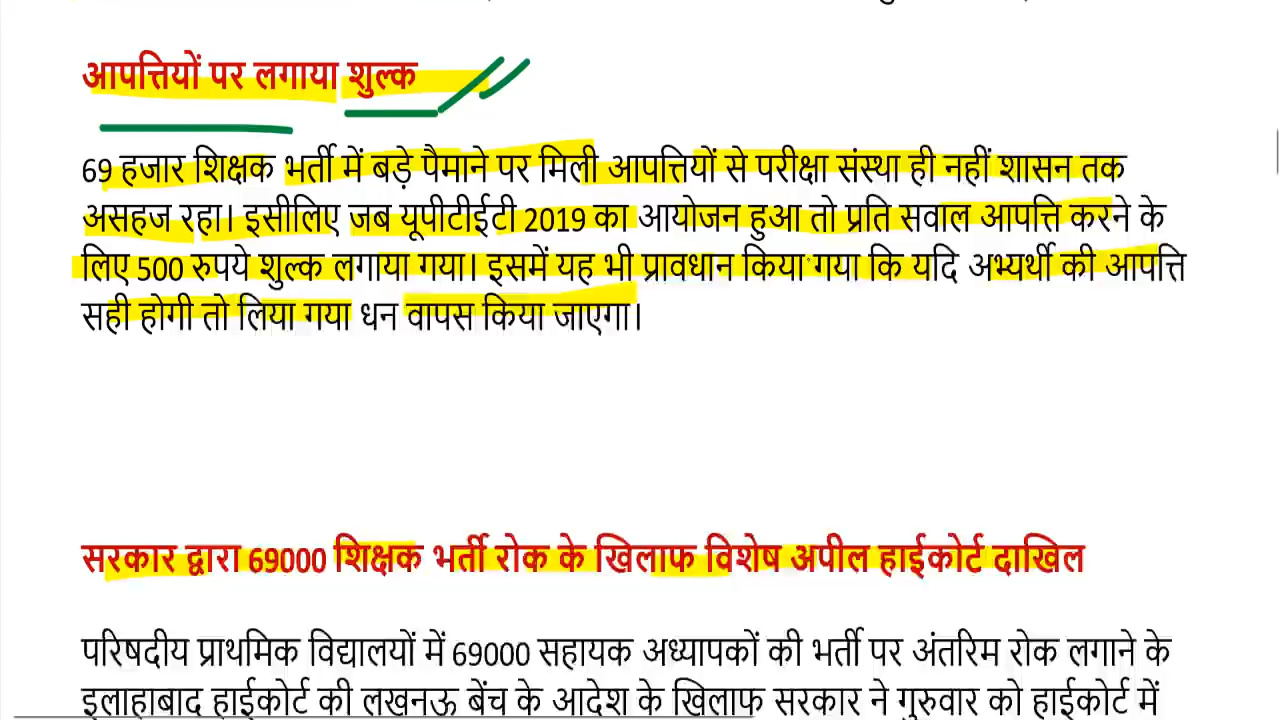 आपत्तियों पर लगाया शुल्क
69 हजार शिक्षक भर्ती में बड़े पैमाने पर मिली आपत्तियों से परीक्षा संस्था ही नहीं शासन तक
असहज रहा। इसीलिए जब यूपीटीईटी 2019 का आयोजन हुआ तो प्रति सवाल आपत्ति करने के
लिए 500 रुपये शुल्क लगाया गया। इसमें यह भी प्रावधान किया गया कि यदि अभ्यर्थी की आपत्ति
सही होगी तो लिया गया धन वापस किया जाएगा।
सरकार द्वारा 69000 शिक्षक भर्ती रोक के खिलाफ विशेष अपील हाईकोर्ट दाखिल
परिषदीय प्राथमिक विद्यालयों में 69000 सहायक अध्यापकों की भर्ती पर अंतरिम रोक लगाने के
इलाहाबाद हाईकोर्ट की लखनऊ बेंच के आदेश के खिलाफ सरकार ने गुरुवार को हाईकोर्ट में